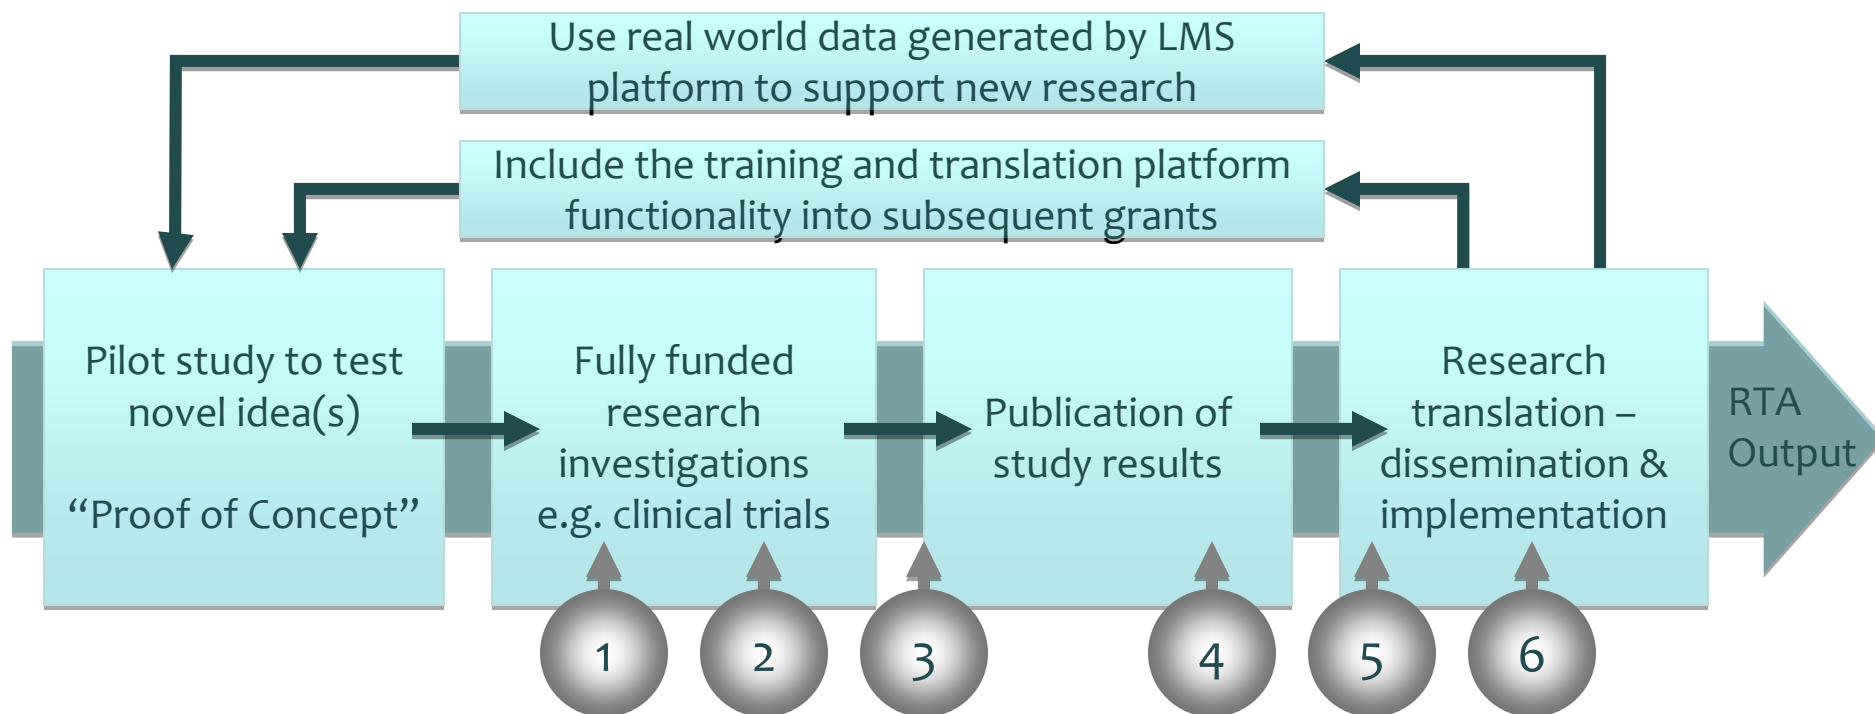 Use real world data generated by LMS
platform to support new research
Include the training and translation platform
functionality into subsequent grants
Pilot study to test
novel idea(s)
“Proof of Concept”
Fully funded
research
investigations
e.g. clinical trials
Publication of
study results
Research
translation –
dissemination &
implementation
RTA
Output
1
2
3
4
5
6